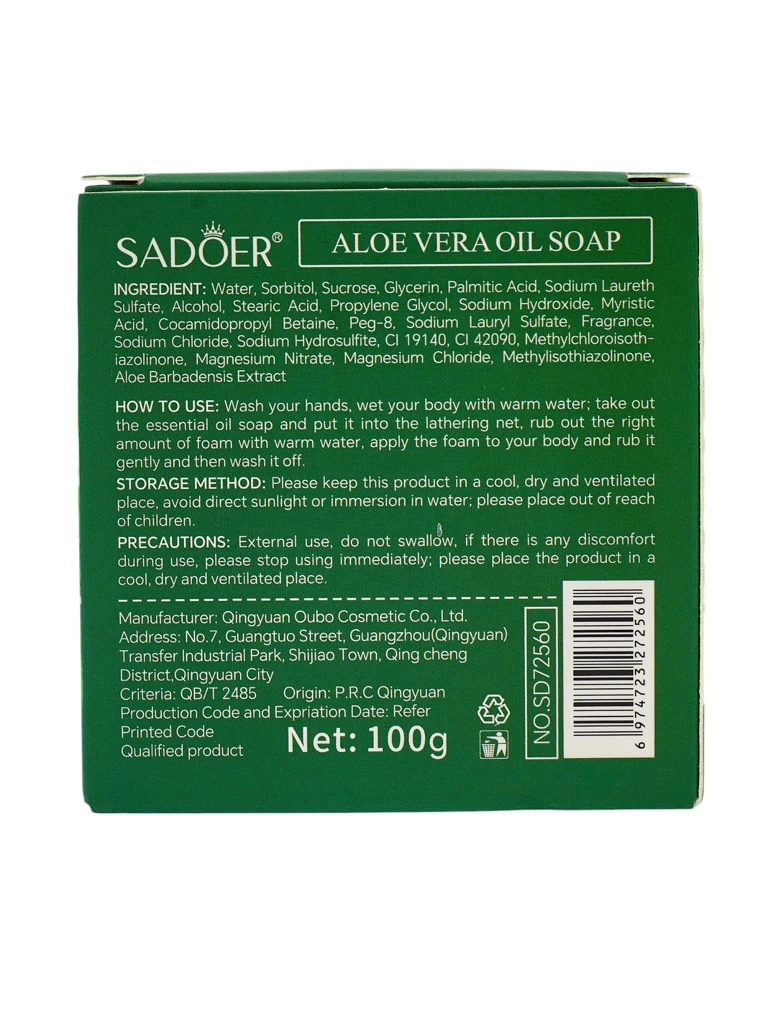 SADOER®
ALOE VERA OIL SOAP
INGREDIENT: Water, Sorbitol, Sucrose, Glycerin, Palmitic Acid, Sodium Laureth
Sulfate, Alcohol, Stearic Acid, Propylene Glycol, Sodium Hydroxide, Myristic
Acid, Cocamidopropyl Betaine, Peg-8, Sodium Lauryl Sulfate, Fragrance,
Sodium Chloride, Sodium Hydrosulfite, CI 19140, CI 42090, Methylchloroisoth-
iazolinone, Magnesium Nitrate, Magnesium Chloride, Methylisothiazolinone,
Aloe Barbadensis Extract
HOW TO USE: Wash your hands, wet your body with warm water; take out
the essential oil soap and put it into the lathering net, rub out the right
amount of foam with warm water, apply the foam to your body and rub it
gently and then wash it off.
STORAGE METHOD: Please keep this product in a cool, dry and ventilated
place, avoid direct sunlight or immersion in water; please place out of reach
of children.
PRECAUTIONS: External use, do not swallow, if there is any discomfort
during use, please stop using immediately; please place the product in a
cool, dry and ventilated place.
Manufacturer: Qingyuan Oubo Cosmetic Co., Ltd.
Address: No.7, Guangtuo Street, Guangzhou(Qingyuan)
Transfer Industrial Park, Shijiao Town, Qing cheng
District,Qingyuan City
Criteria: QB/T 2485 Origin: P.R.C Qingyuan
Production Code and Expriation Date: Refer
Printed Code
Qualified product
Net: 100g
NO.SD72560
6 974723 272560